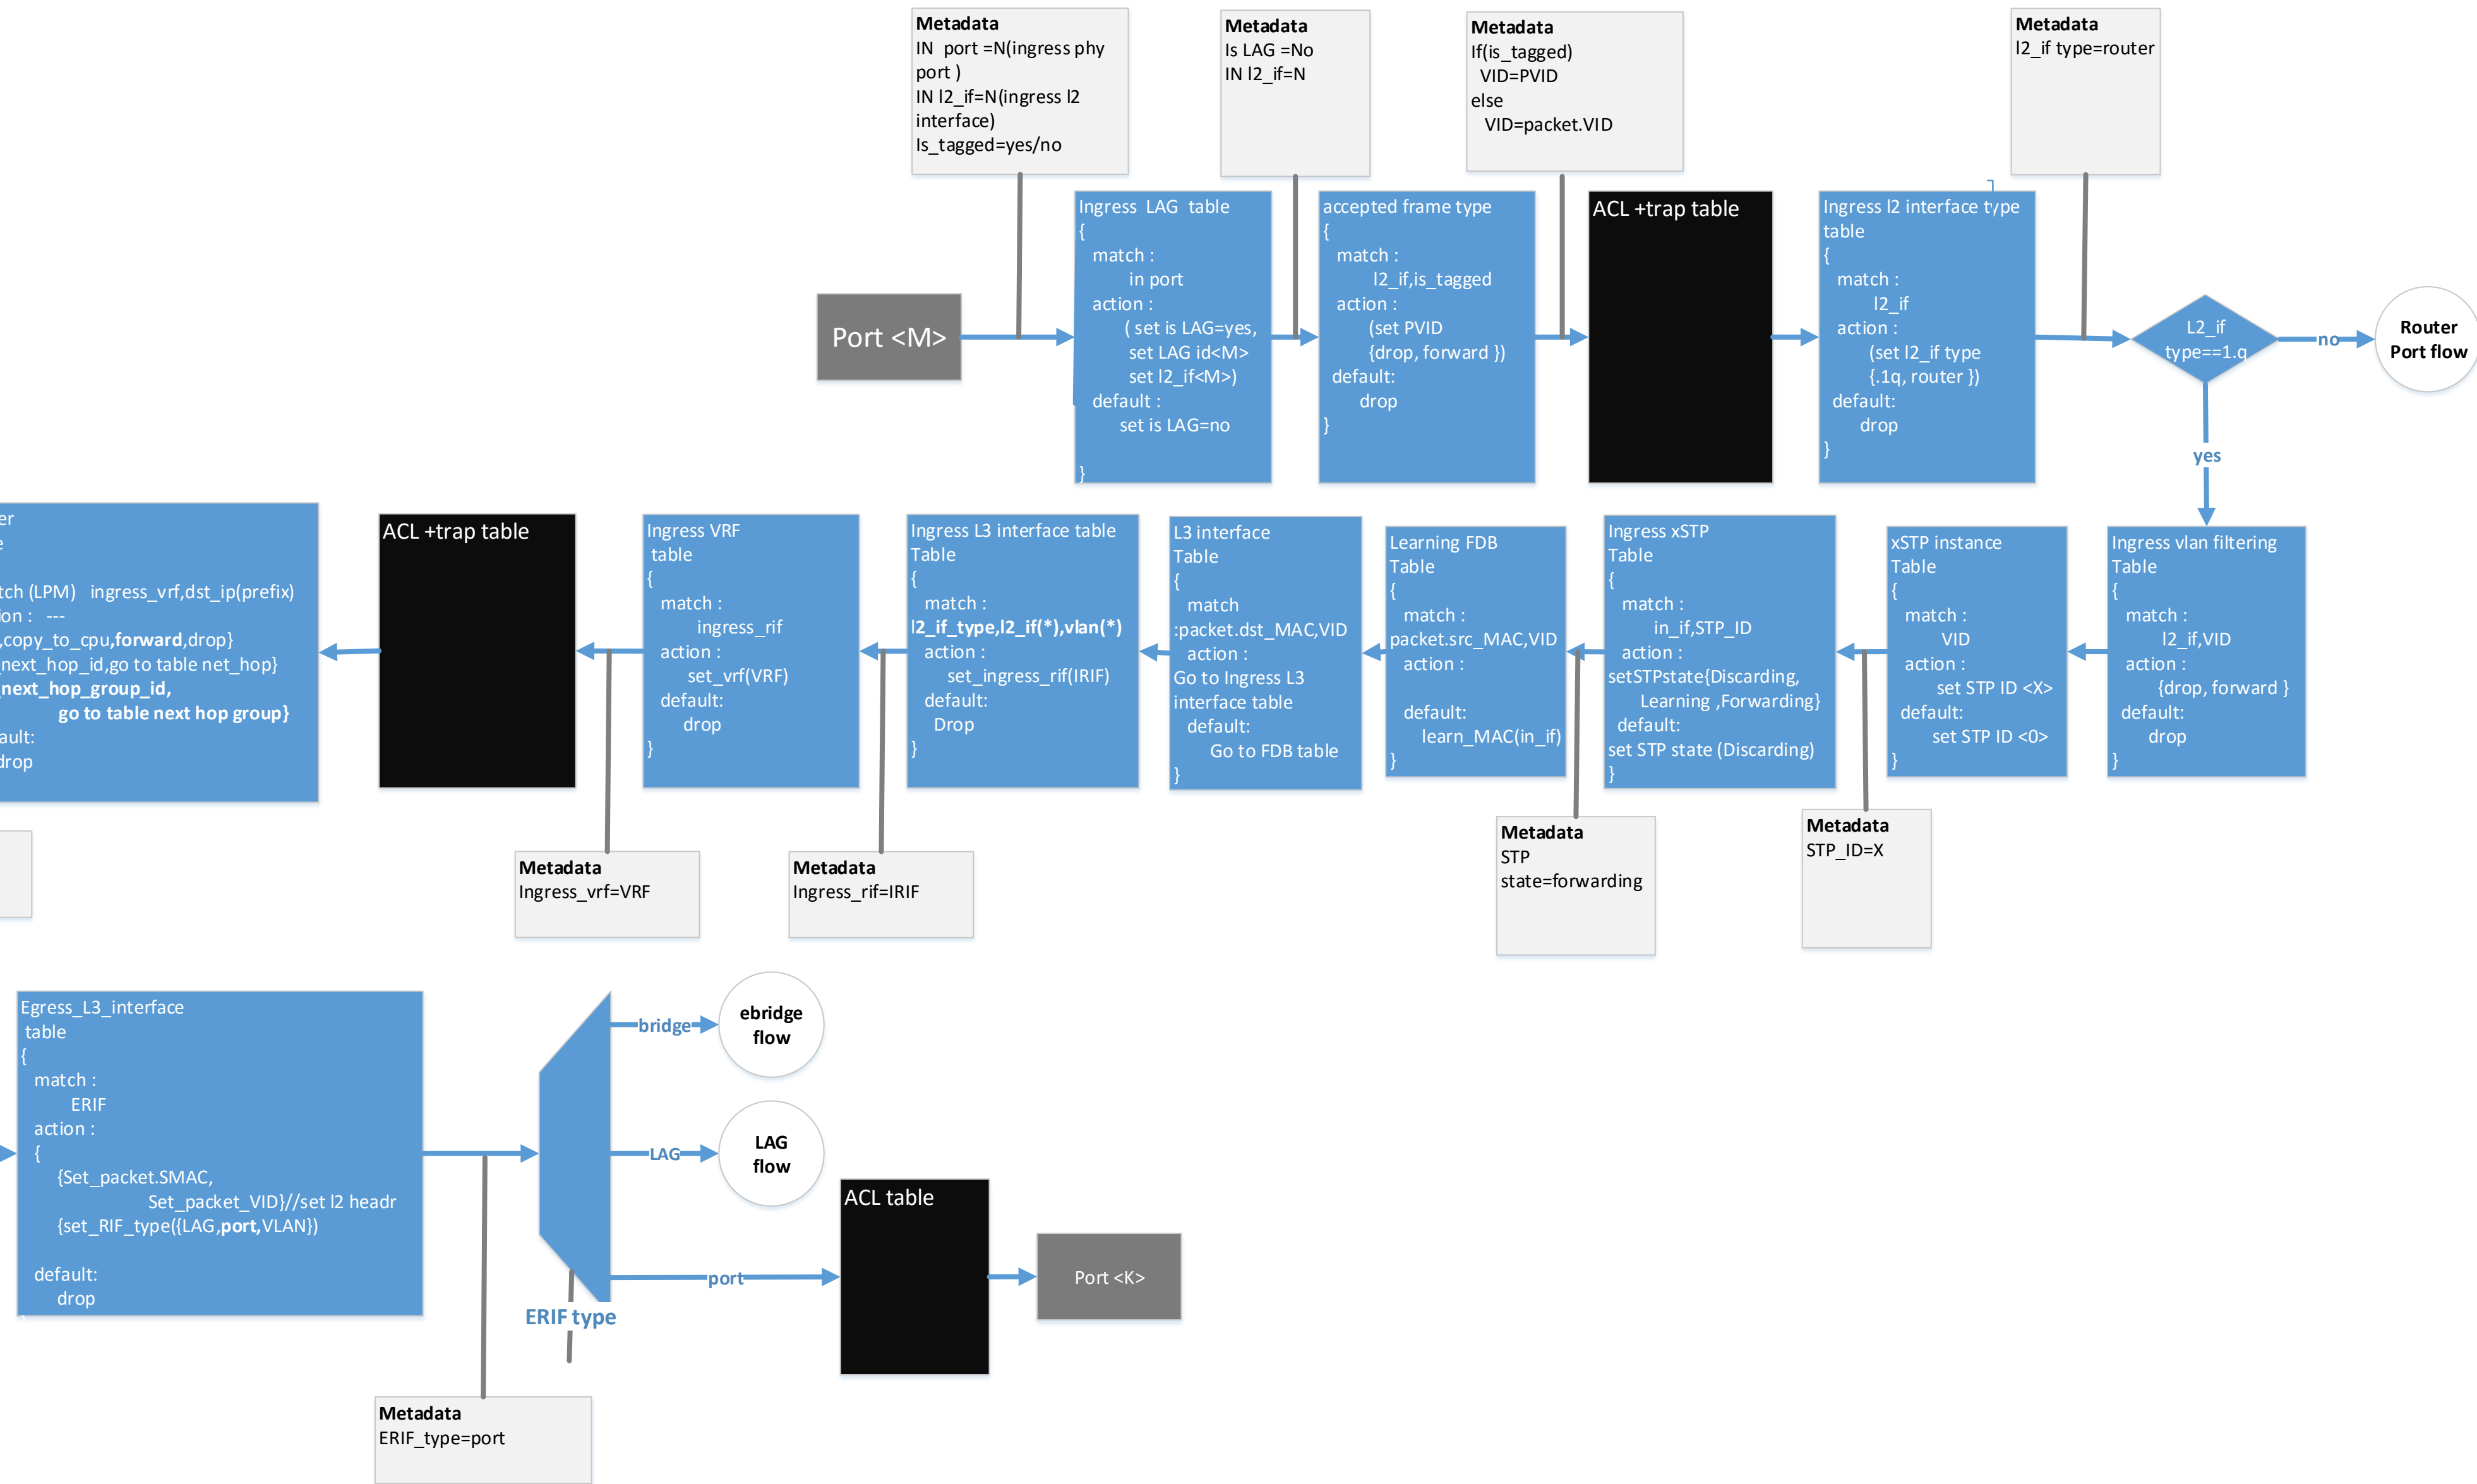 Metadata
IN  port =N(ingress phy
port )
IN l2_if=N(ingress l2
interface)
Is_tagged=yes/no
Metadata
Is LAG =No
IN l2_if=N
Metadata
If(is_tagged)
VID=PVID
else
VID=packet.VID
Metadata
l2_if type=router
Port <M>
Ingress  LAG  table
{
match :
in port
action :
( set is LAG=yes,
set LAG id<M>
set l2_if<M>)
default :
set is LAG=no
}
accepted frame type
{
match :
l2_if,is_tagged
action :
(set PVID
{drop, forward })
default:
drop
}
ACL +trap table
Ingress l2 interface type
table
{
match :
l2_if
action :
(set l2_if type
{.1q, router })
default:
drop
}
L2_if
type==1.q
no
Router
Port flow
yes
er
e
tch (LPM)   ingress_vrf,dst_ip(prefix)
ion :   ---
,copy_to_cpu,forward,drop}
_next_hop_id,go to table net_hop}
_next_hop_group_id,
go to table next hop group}
ault:
drop
ACL +trap table
Ingress VRF
table
{
match :
ingress_rif
action :
set_vrf(VRF)
default:
drop
}
Ingress L3 interface table
Table
{
match :
l2_if_type,l2_if(*),vlan(*)
action :
set_ingress_rif(IRIF)
default:
Drop
}
L3 interface
Table
{
match
:packet.dst_MAC,VID
action :
Go to Ingress L3
interface table
default:
Go to FDB table
}
Learning FDB
Table
{
match :
packet.src_MAC,VID
action :
default:
learn_MAC(in_if)
}
Ingress xSTP
Table
{
match :
in_if,STP_ID
action :
setSTPstate{Discarding,
Learning ,Forwarding}
default:
set STP state (Discarding)
}
xSTP instance
Table
{
match :
VID
action :
set STP ID <X>
default:
set STP ID <0>
}
Ingress vlan filtering
Table
{
match :
l2_if,VID
action :
{drop, forward }
default:
drop
}
Metadata
Ingress_vrf=VRF
Metadata
Ingress_rif=IRIF
Metadata
STP
state=forwarding
Metadata
STP_ID=X
Egress_L3_interface
table
{
match :
ERIF
action :
{
{Set_packet.SMAC,
Set_packet_VID}//set l2 headr
{set_RIF_type({LAG,port,VLAN})
default:
drop
bridge
ebridge
flow
LAG
LAG
flow
port
ERIF type
ACL table
Port <K>
Metadata
ERIF_type=port